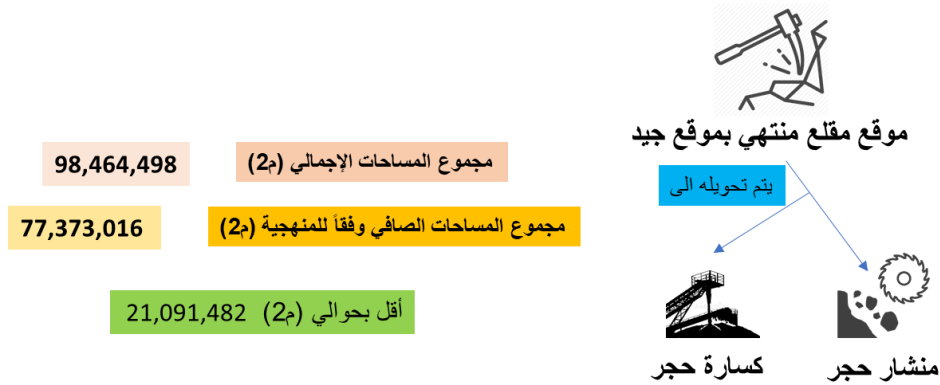 موقع مقلع منتهي بموقع جيد
يتم تحويله الى
كسارة حجر
منشار حجر
مجموع المساحات الإجمالي (م2) 98,464,498
مجموع المساحات الصافي وفقاً للمنهجية (م2) 77,373,016
أقل بحوالي (م2) 21,091,482